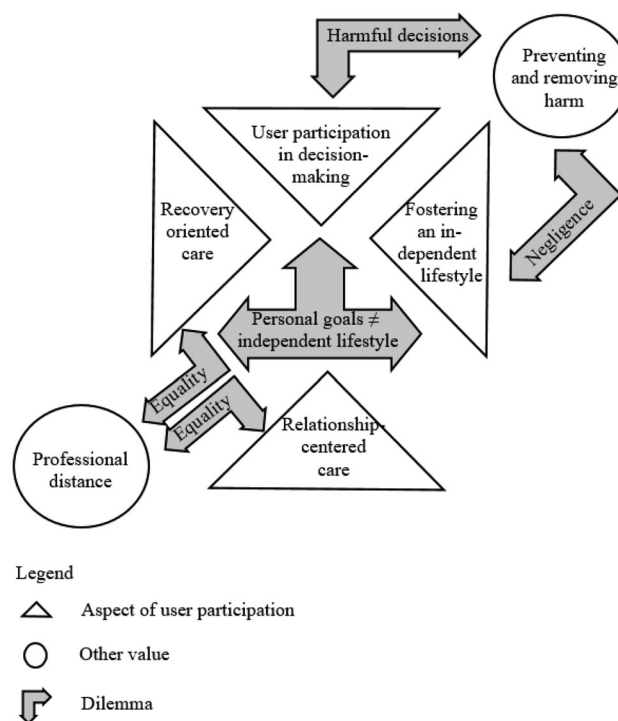 Harmful decisions
Preventing
and removing
harm
User participation
in decision-
making
Recovery
oriented
care
Fostering
an in-
dependent
lifestyle
Negligence
Personal goals ≠
independent lifestyle
Equality
Equality
Relationship-
centered
care
Professional
distance
Legend
Aspect of user participation
Other value
Dilemma